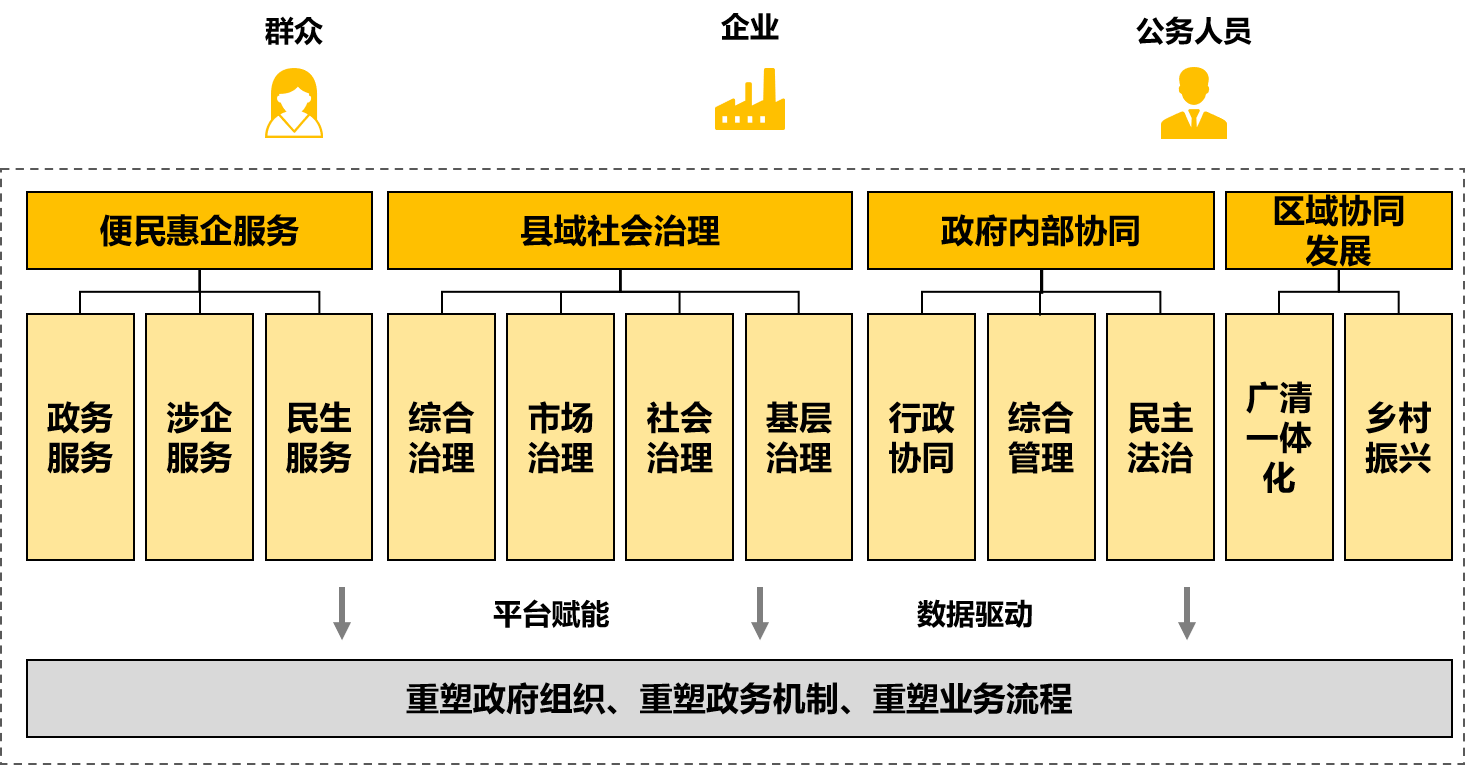 群众
企业
公务人员
便民惠企服务
县域社会治理
政府内部协同
区域协同
发展
政务
服务
涉企
服务
民生
服务
综合
治理
市场
治理
社会
治理
基层
治理
行政
协同
综合
管理
民主
法治
广清
一体
化
乡村
振兴
平台赋能
数据驱动
重塑政府组织、重塑政务机制、重塑业务流程